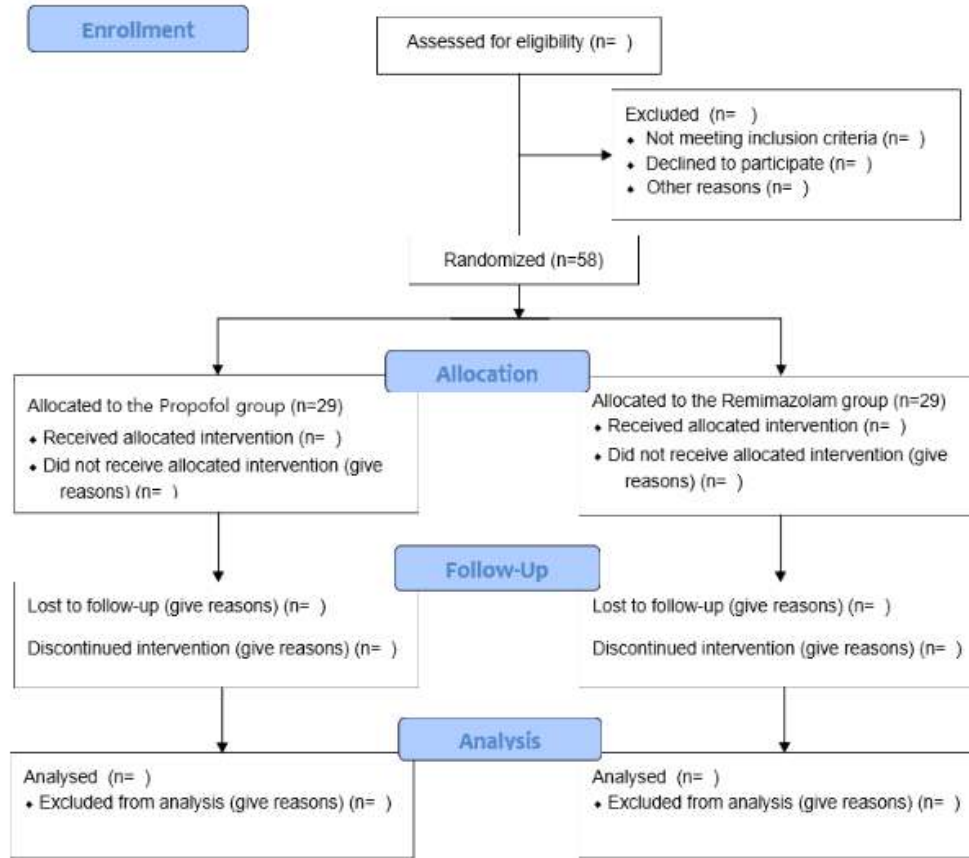 Enrollment
Assessed for eligibility (n= )
Excluded (n= )
⬥ Not meeting inclusion criteria (n= )
⬥ Declined to participate (n= )
⬥ Other reasons (n= )
Randomized (n=58)
Allocation
Allocated to the Propofol group (n=29)
⬥ Received allocated intervention (n= )
⬥ Did not receive allocated intervention (give
reasons) (n= )
Allocated to the Remimazolam group (n=29)
⬥ Received allocated intervention (n= )
⬥ Did not receive allocated intervention (give
reasons) (n= )
Follow-Up
Lost to follow-up (give reasons) (n= )
Discontinued intervention (give reasons) (n= )
Lost to follow-up (give reasons) (n= )
Discontinued intervention (give reasons) (n= )
Analysis
Analysed (n= )
⬥ Excluded from analysis (give reasons) (n= )
Analysed (n= )
⬥ Excluded from analysis (give reasons) (n= )